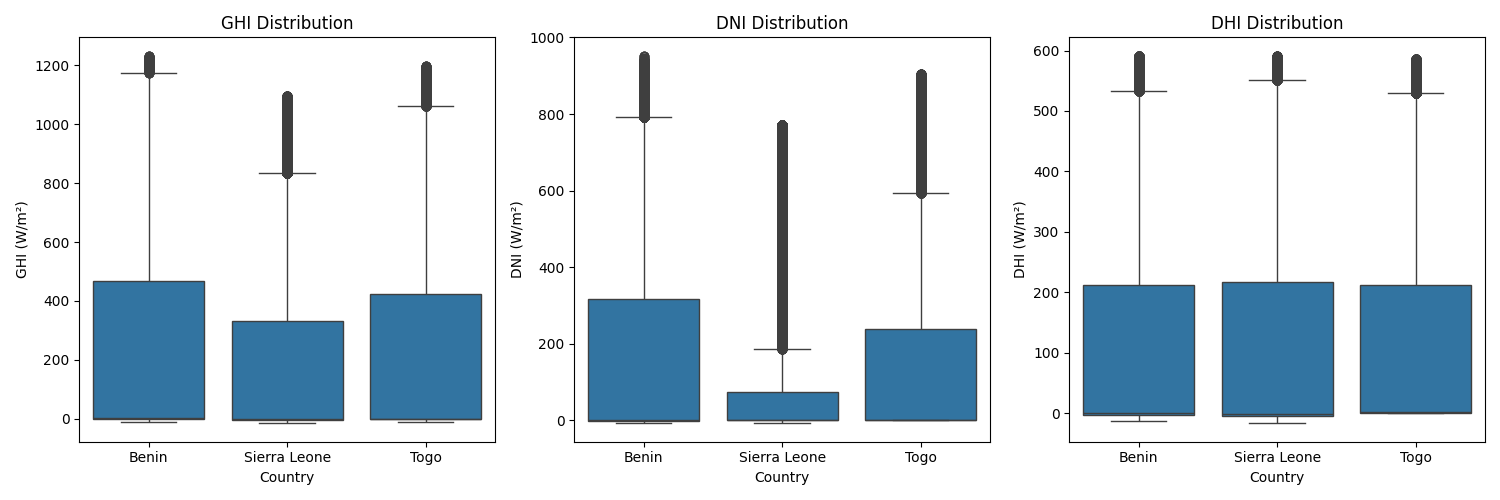 GHI Distribution
GHI (W/m²)
1200
1000
800
600
400
200
0
Benin Sierra Leone Togo
Country
DNI Distribution
DNI (W/m²)
1000
800
600
400
200
0
Benin Sierra Leone Togo
Country
DHI Distribution
DHI (W/m²)
600
500
400
300
200
100
0
Benin Sierra Leone Togo
Country